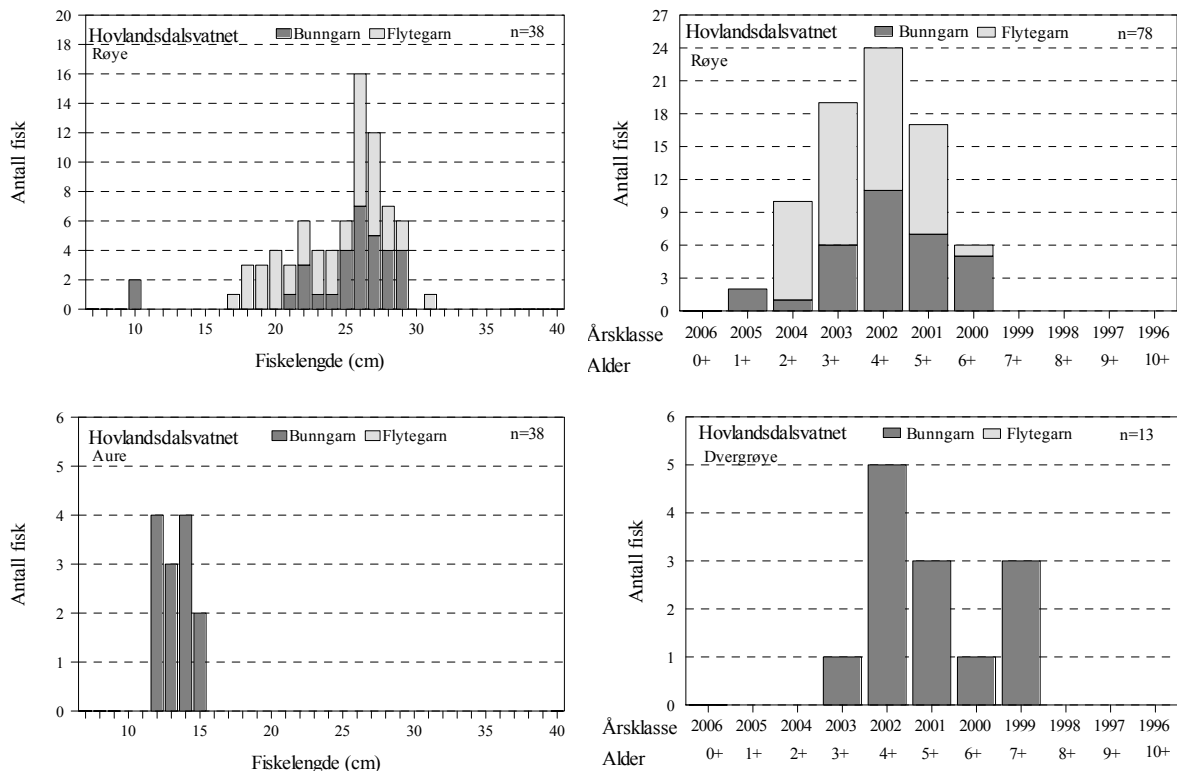 Hovlandsdalsvatnet Bunngarn Flytegarn n=38
Røye
Antall fisk
20
18
16
14
12
10
8
6
4
2
0
10 15 20 25 30 35 40
Fiskelengde (cm)
Hovlandsdalsvatnet Bunngarn Flytegarn n=78
Røye
Antall fisk
27
24
21
18
15
12
9
6
3
0
Årsklasse 2006 2005 2004 2003 2002 2001 2000 1999 1998 1997 1996
Alder 0+ 1+ 2+ 3+ 4+ 5+ 6+ 7+ 8+ 9+ 10+
Hovlandsdalsvatnet Bunngarn Flytegarn n=38
Aure
Antall fisk
6
5
4
3
2
1
0
10 15 20 25 30 35 40
Fiskelengde (cm)
Hovlandsdalsvatnet Bunngarn Flytegarn n=13
Dvergrøye
Antall fisk
6
5
4
3
2
1
0
Årsklasse 2006 2005 2004 2003 2002 2001 2000 1999 1998 1997 1996
Alder 0+ 1+ 2+ 3+ 4+ 5+ 6+ 7+ 8+ 9+ 10+